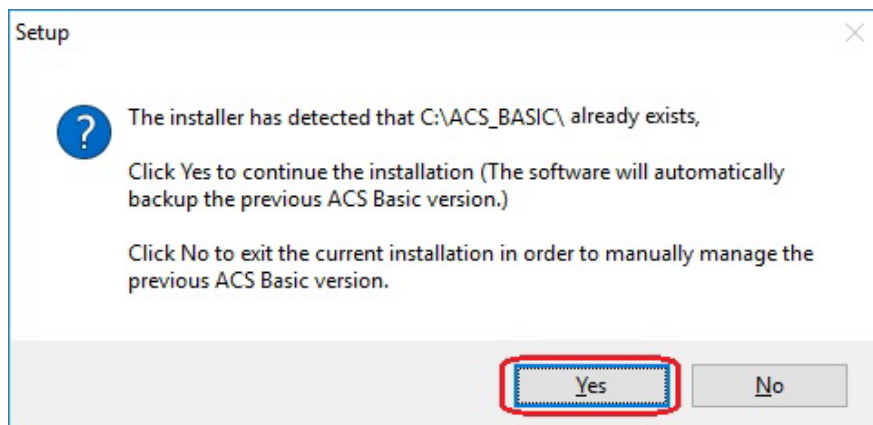 Setup
The installer has detected that C:\ACS_BASIC\ already exists,
Click Yes to continue the installation (The software will automatically
backup the previous ACS Basic version.)
Click No to exit the current installation in order to manually manage the
previous ACS Basic version.
Yes No